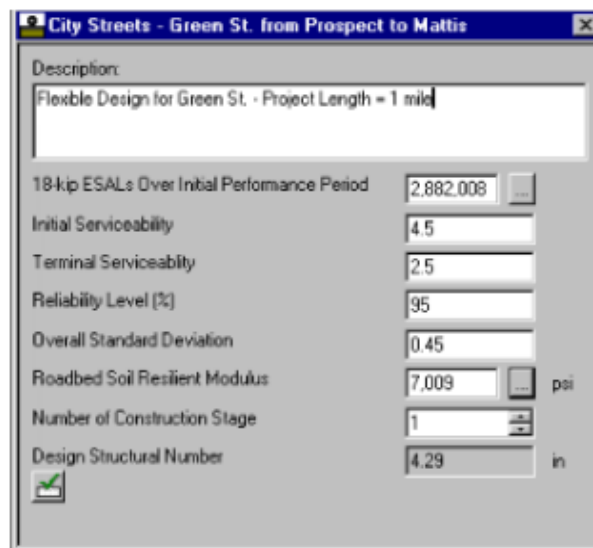 City Streets - Green St. from Prospect to Mattis
Description:
Flexible Design for Green St. - Project Length = 1 mile
18-kip ESALs Over Initial Performance Period 2,882,008 ...
Initial Serviceability 4.5
Terminal Serviceablity 2.5
Reliability Level (%) 95
Overall Standard Deviation 0.45
Roadbed Soil Resilient Modulus 7,009 ... psi
Number of Construction Stage 1
Design Structural Number 4.29 in